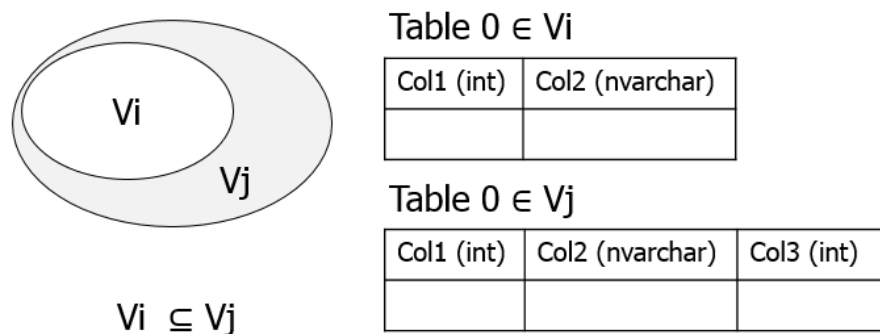 Vi
Vj
Vi ⊆ Vj
Table 0 ∈ Vi
Col1 (int) Col2 (nvarchar)
Table 0 ∈ Vj
Col1 (int) Col2 (nvarchar) Col3 (int)